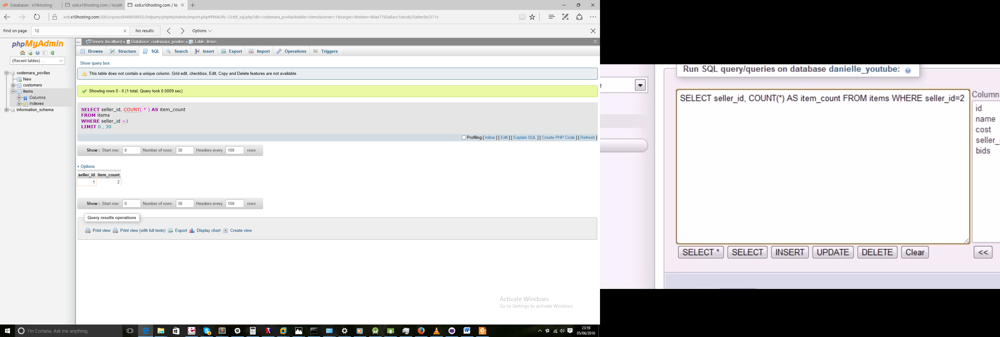 Databases - x10Hosting
xo6.x10hosting.com / localh
xo6.x10hosting.com / lo
xo6.x10hosting.com:2083/cpsess9446659933/3rdparty/phpMyAdmin/import.php#PMAURL-23:tbl_sql.php?db=codemara_povilas&table=items&server=1&target=&token=60ae7763a8acc1decab25a9ec9e2371c
Find on page
12
No results
Options
phpMyAdmin
(Recent tables) ...
codemara_povilas
New
customers
items
Columns
Indexes
information_schema
Server: localhost » Database: codemara_povilas » Table: items
Browse
Structure
SQL
Search
Insert
Export
Import
Operations
Triggers
Show query box
This table does not contain a unique column. Grid edit, checkbox, Edit, Copy and Delete features are not available.
Showing rows 0 - 0 (1 total, Query took 0.0009 sec)
SELECT seller_id, COUNT( * ) AS item_count
FROM items
WHERE seller_id =1
LIMIT 0 , 30
Profiling [ Inline ] [ Edit ] [ Explain SQL ] [ Create PHP Code ] [ Refresh ]
Show : Start row: 0 Number of rows: 30 Headers every 100 rows
+ Options
seller_id item_count
1 2
Show : Start row: 0 Number of rows: 30 Headers every 100 rows
Query results operations
Print view
Print view (with full texts)
Export
Display chart
Create view
Activate Windows
Go to Settings to activate Windows.
I'm Cortana. Ask me anything.
23:59
05/06/2016
Run SQL query/queries on database danielle_youtube:
SELECT seller_id, COUNT(*) AS item_count FROM items WHERE seller_id=2
Column
id
name
cost
seller_i
bids
SELECT *
SELECT
INSERT
UPDATE
DELETE
Clear
<<